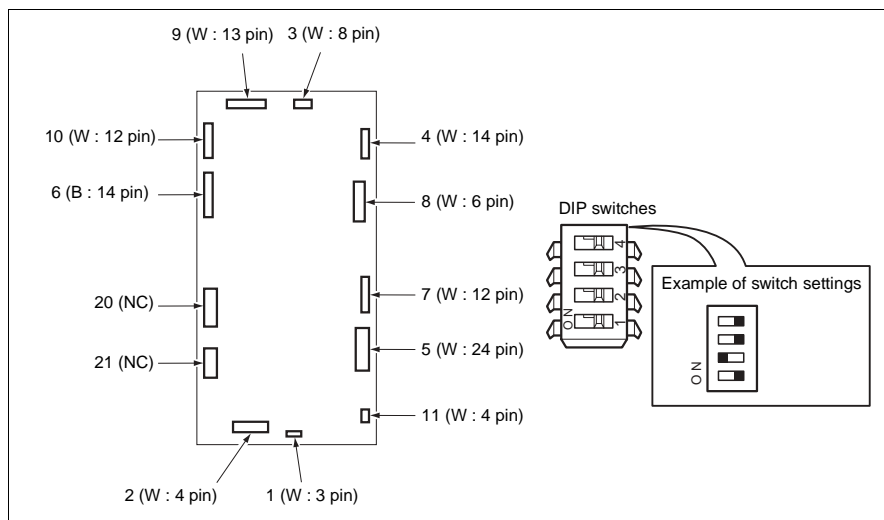 9 (W : 13 pin)
3 (W : 8 pin)
10 (W : 12 pin)
4 (W : 14 pin)
6 (B : 14 pin)
8 (W : 6 pin)
DIP switches
4
3
2
1
ON
Example of switch settings
ON
20 (NC)
7 (W : 12 pin)
21 (NC)
5 (W : 24 pin)
11 (W : 4 pin)
2 (W : 4 pin)
1 (W : 3 pin)